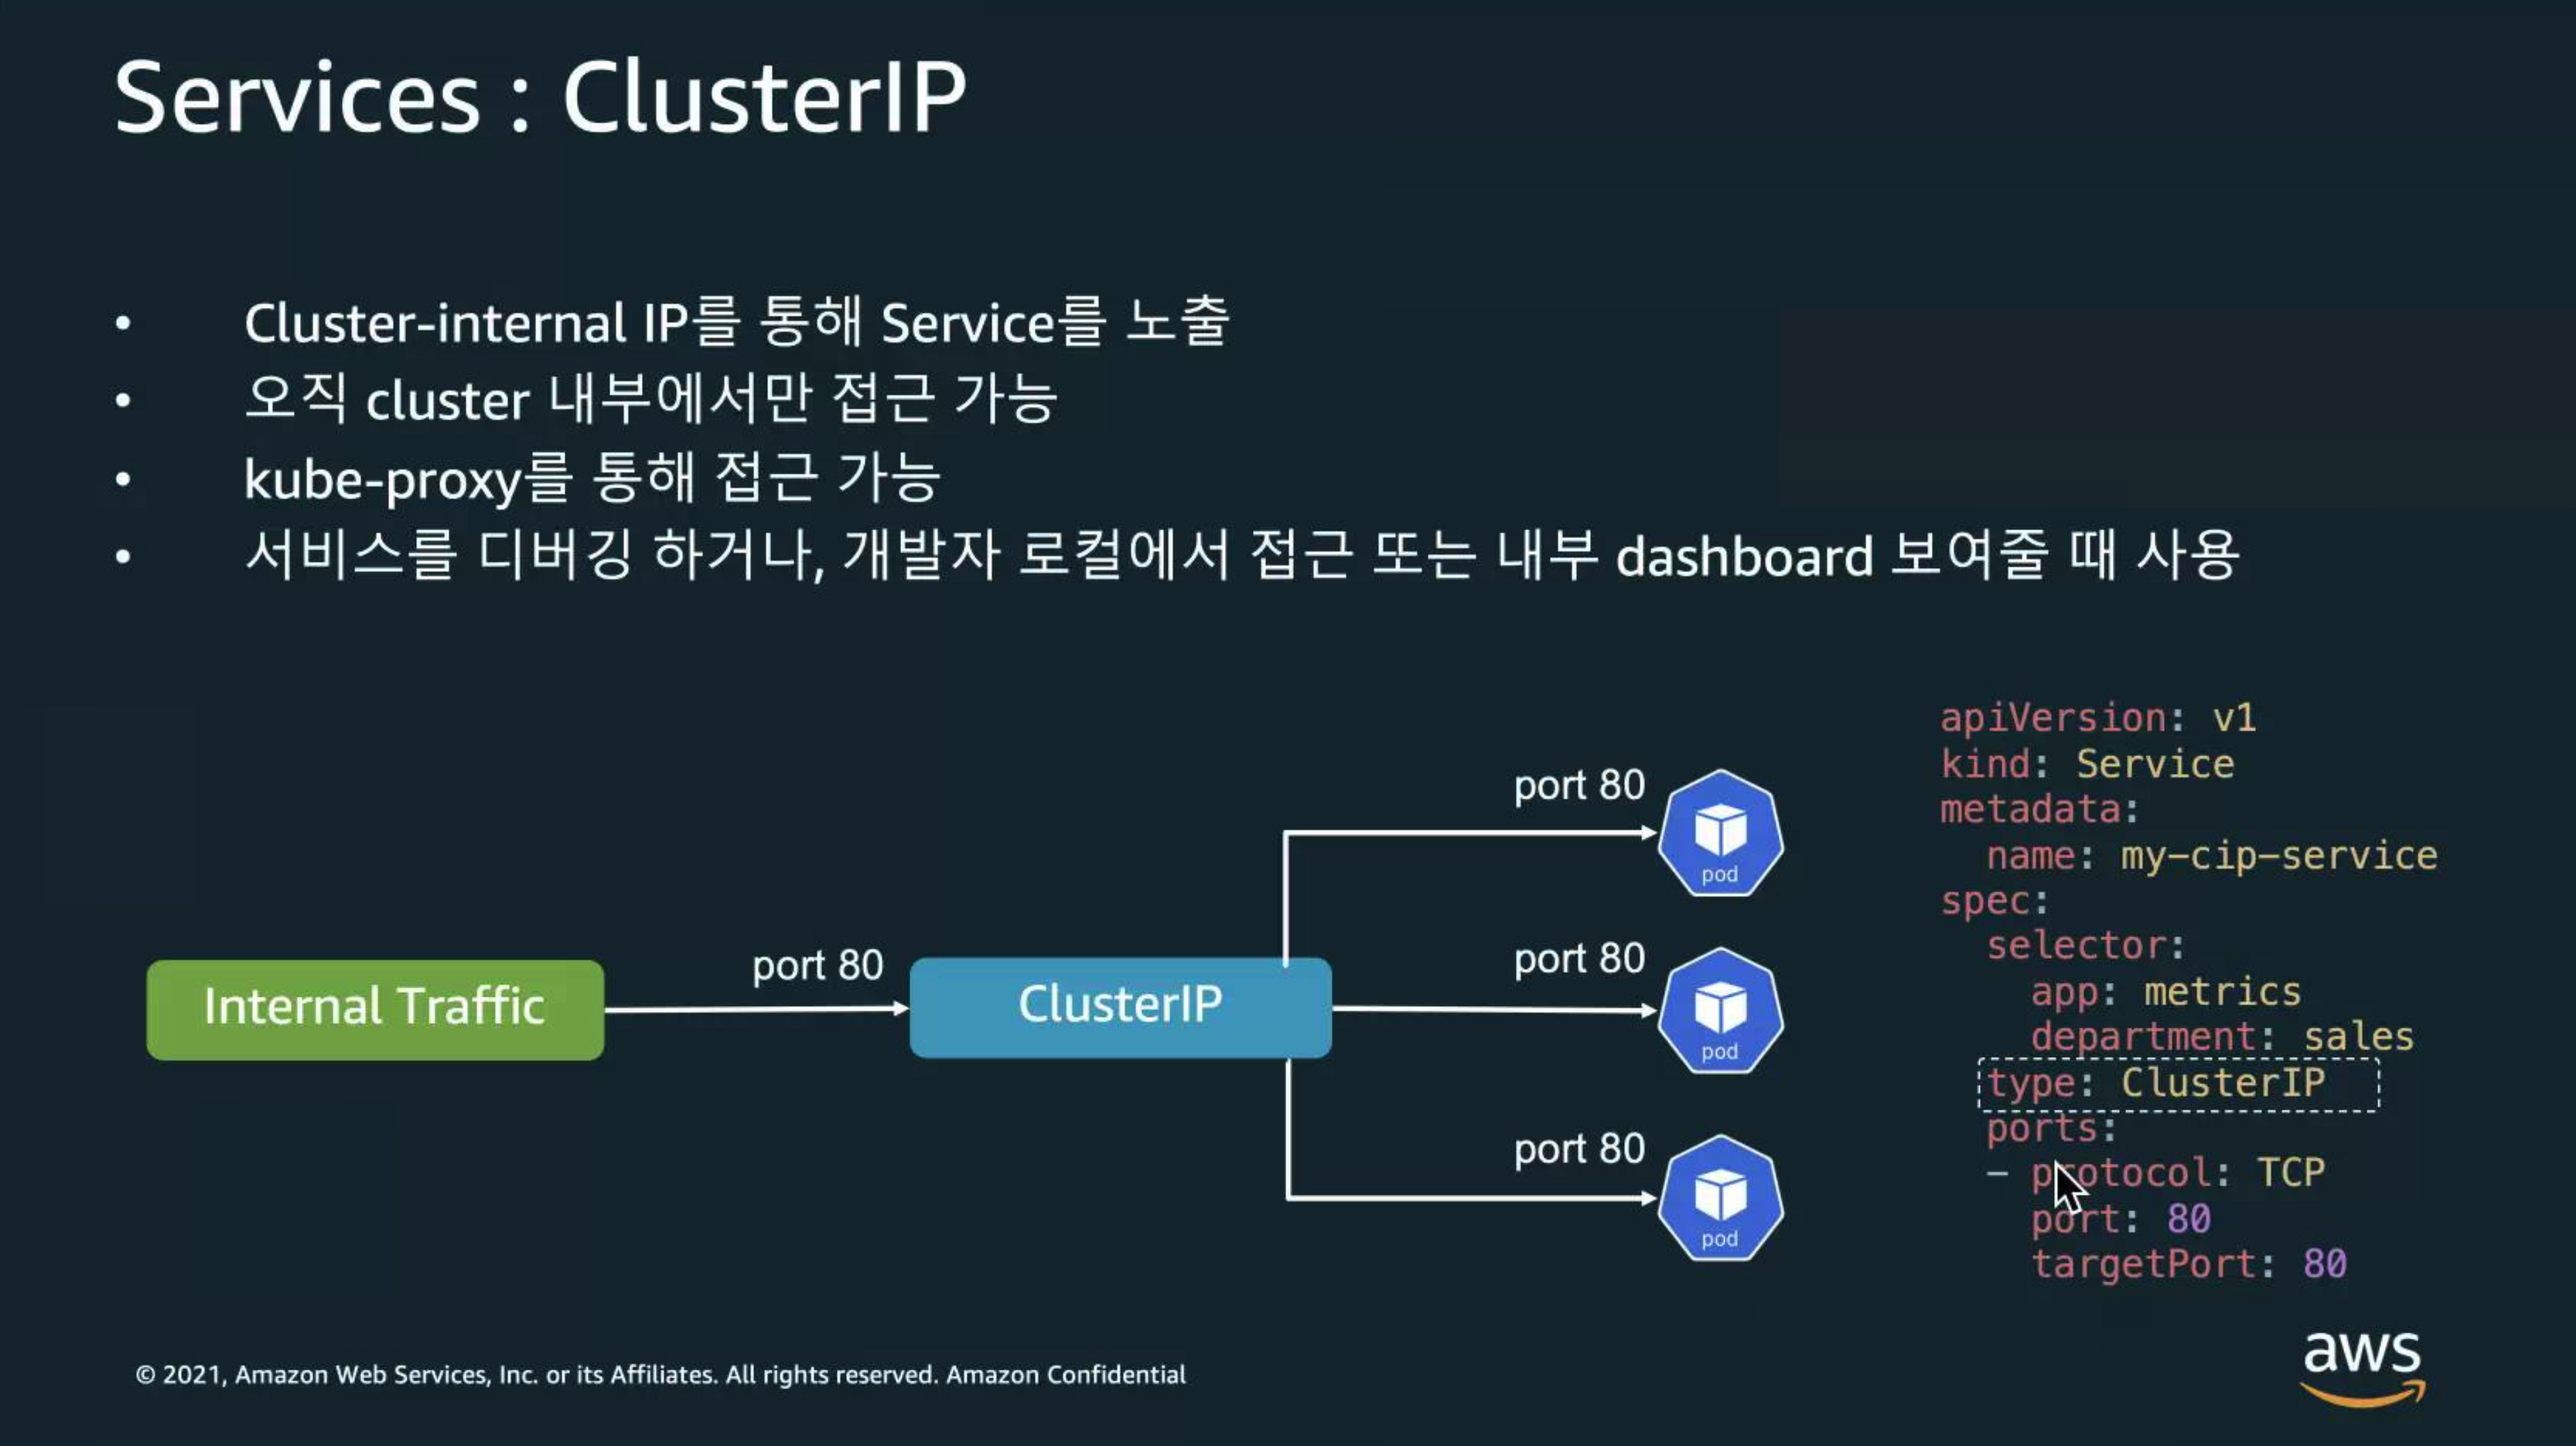 Services : ClusterIP
• Cluster-internal IP를 통해 Service를 노출
• 오직 cluster 내부에서만 접근 가능
• kube-proxy를 통해 접근 가능
• 서비스를 디버깅 하거나, 개발자 로컬에서 접근 또는 내부 dashboard 보여줄 때 사용
Internal Traffic
port 80
ClusterIP
port 80
pod
port 80
pod
port 80
pod
apiVersion: v1
kind: Service
metadata:
  name: my-cip-service
spec:
  selector:
    app: metrics
    department: sales
  type: ClusterIP
  ports:
  - protocol: TCP
    port: 80
    targetPort: 80
© 2021, Amazon Web Services, Inc. or its Affiliates. All rights reserved. Amazon Confidential
aws